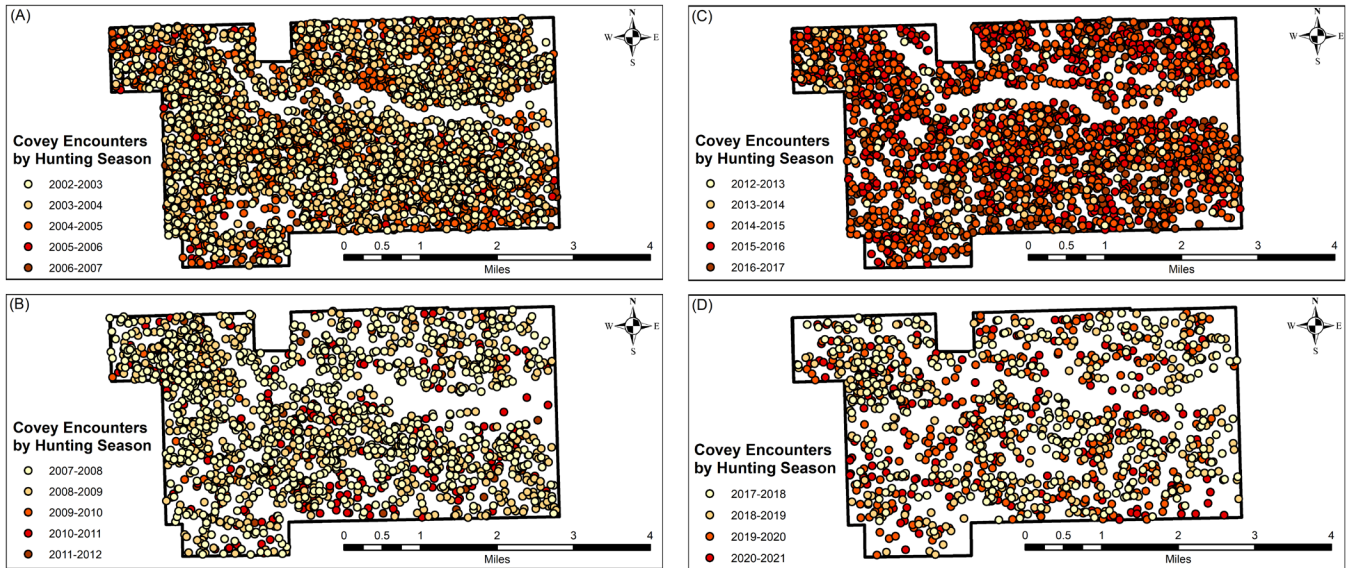 (A)
N
W E
S
Covey Encounters
by Hunting Season
2002-2003
2003-2004
2004-2005
2005-2006
2006-2007
0 0.5 1 2 3 4
Miles
(B)
N
W E
S
Covey Encounters
by Hunting Season
2007-2008
2008-2009
2009-2010
2010-2011
2011-2012
0 0.5 1 2 3 4
Miles
(C)
N
W E
S
Covey Encounters
by Hunting Season
2012-2013
2013-2014
2014-2015
2015-2016
2016-2017
0 0.5 1 2 3 4
Miles
(D)
N
W E
S
Covey Encounters
by Hunting Season
2017-2018
2018-2019
2019-2020
2020-2021
0 0.5 1 2 3 4
Miles